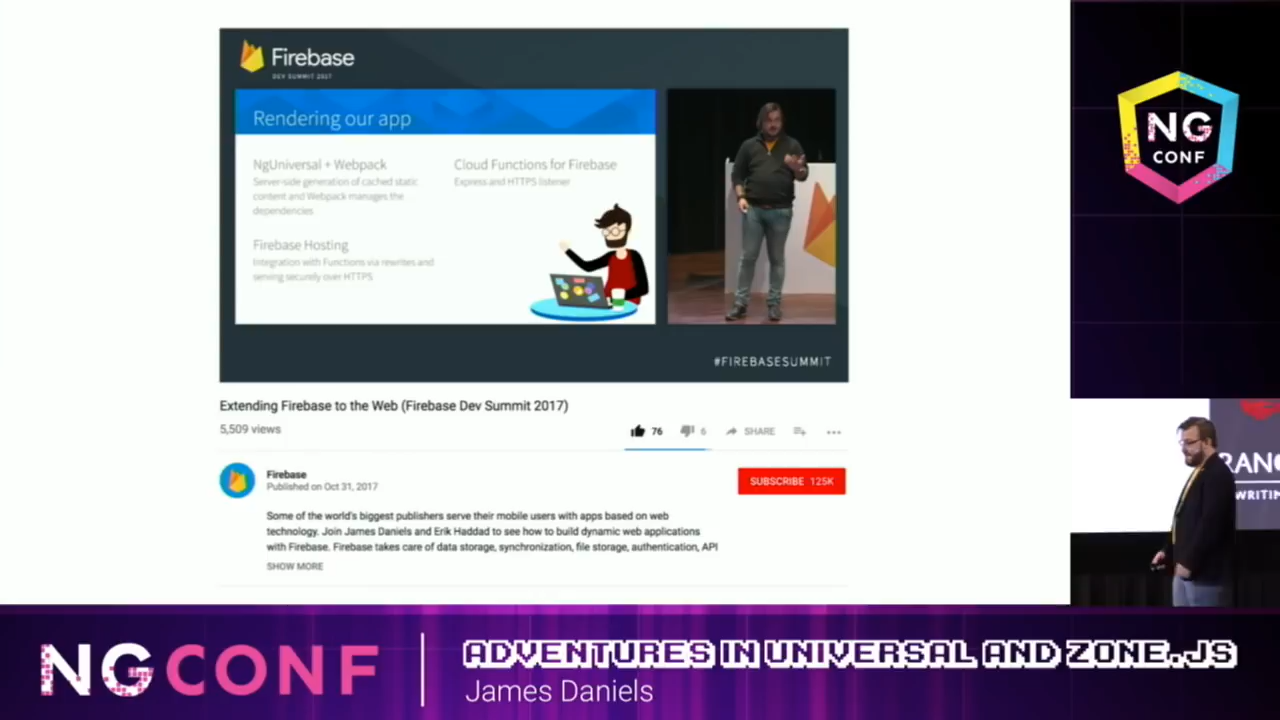 Firebase
DEV SUMMIT 2017
Rendering our app
NgUniversal + Webpack
Server-side generation of cached static
content and Webpack manages the
dependencies
Cloud Functions for Firebase
Express and HTTPS listener
Firebase Hosting
Integration with Functions via rewrites and
serving securely over HTTPS
#FIREBASESUMMIT
Extending Firebase to the Web (Firebase Dev Summit 2017)
5,509 views
76
6
SHARE
Firebase
Published on Oct 31, 2017
SUBSCRIBE 125K
Some of the world's biggest publishers serve their mobile users with apps based on web
technology. Join James Daniels and Erik Haddad to see how to build dynamic web applications
with Firebase. Firebase takes care of data storage, synchronization, file storage, authentication, API
SHOW MORE
NG
CONF
RANG
WRITIN
NGCONF
ADVENTURES IN UNIVERSAL AND ZONE.JS
James Daniels